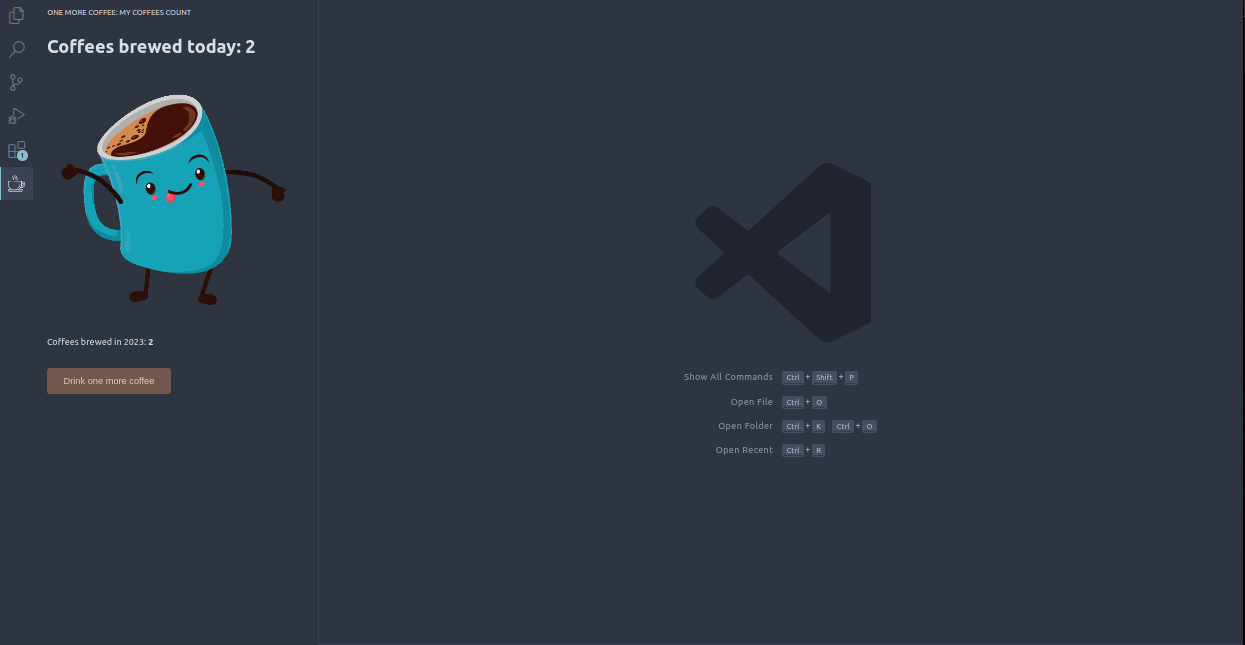 ONE MORE COFFEE: MY COFFEES COUNT
Coffees brewed today: 2
1
Coffees brewed in 2023: 2
Drink one more coffee
Show All Commands Ctrl + Shift + P
Open File Ctrl + O
Open Folder Ctrl + K Ctrl + O
Open Recent Ctrl + R